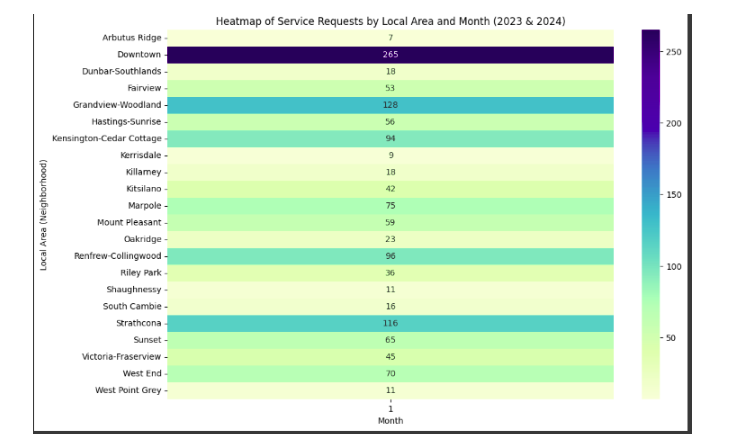 Heatmap of Service Requests by Local Area and Month (2023 & 2024)
Local Area (Neighborhood)
Arbutus Ridge 7
Downtown 265
Dunbar-Southlands 18
Fairview 53
Grandview-Woodland 128
Hastings-Sunrise 56
Kensington-Cedar Cottage 94
Kerrisdale 9
Killarney 18
Kitsilano 42
Marpole 75
Mount Pleasant 59
Oakridge 23
Renfrew-Collingwood 96
Riley Park 36
Shaughnessy 11
South Cambie 16
Strathcona 116
Sunset 65
Victoria-Fraserview 45
West End 70
West Point Grey 11
1
Month
250
200
150
100
50